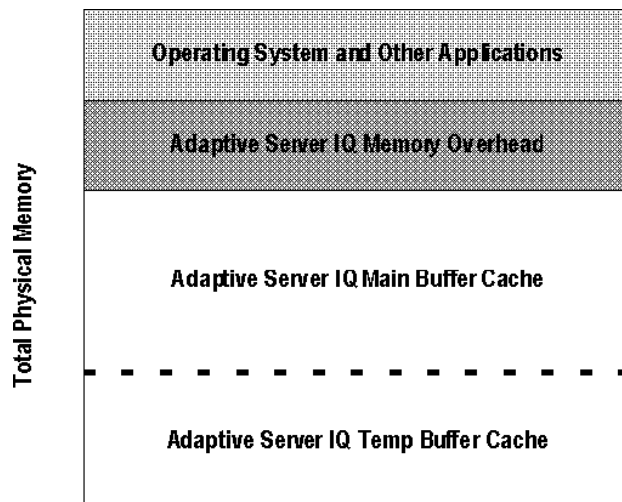 Operating System and Other Applications
Adaptive Server IQ Memory Overhead
Total Physical Memory
Adaptive Server IQ Main Buffer Cache
Adaptive Server IQ Temp Buffer Cache